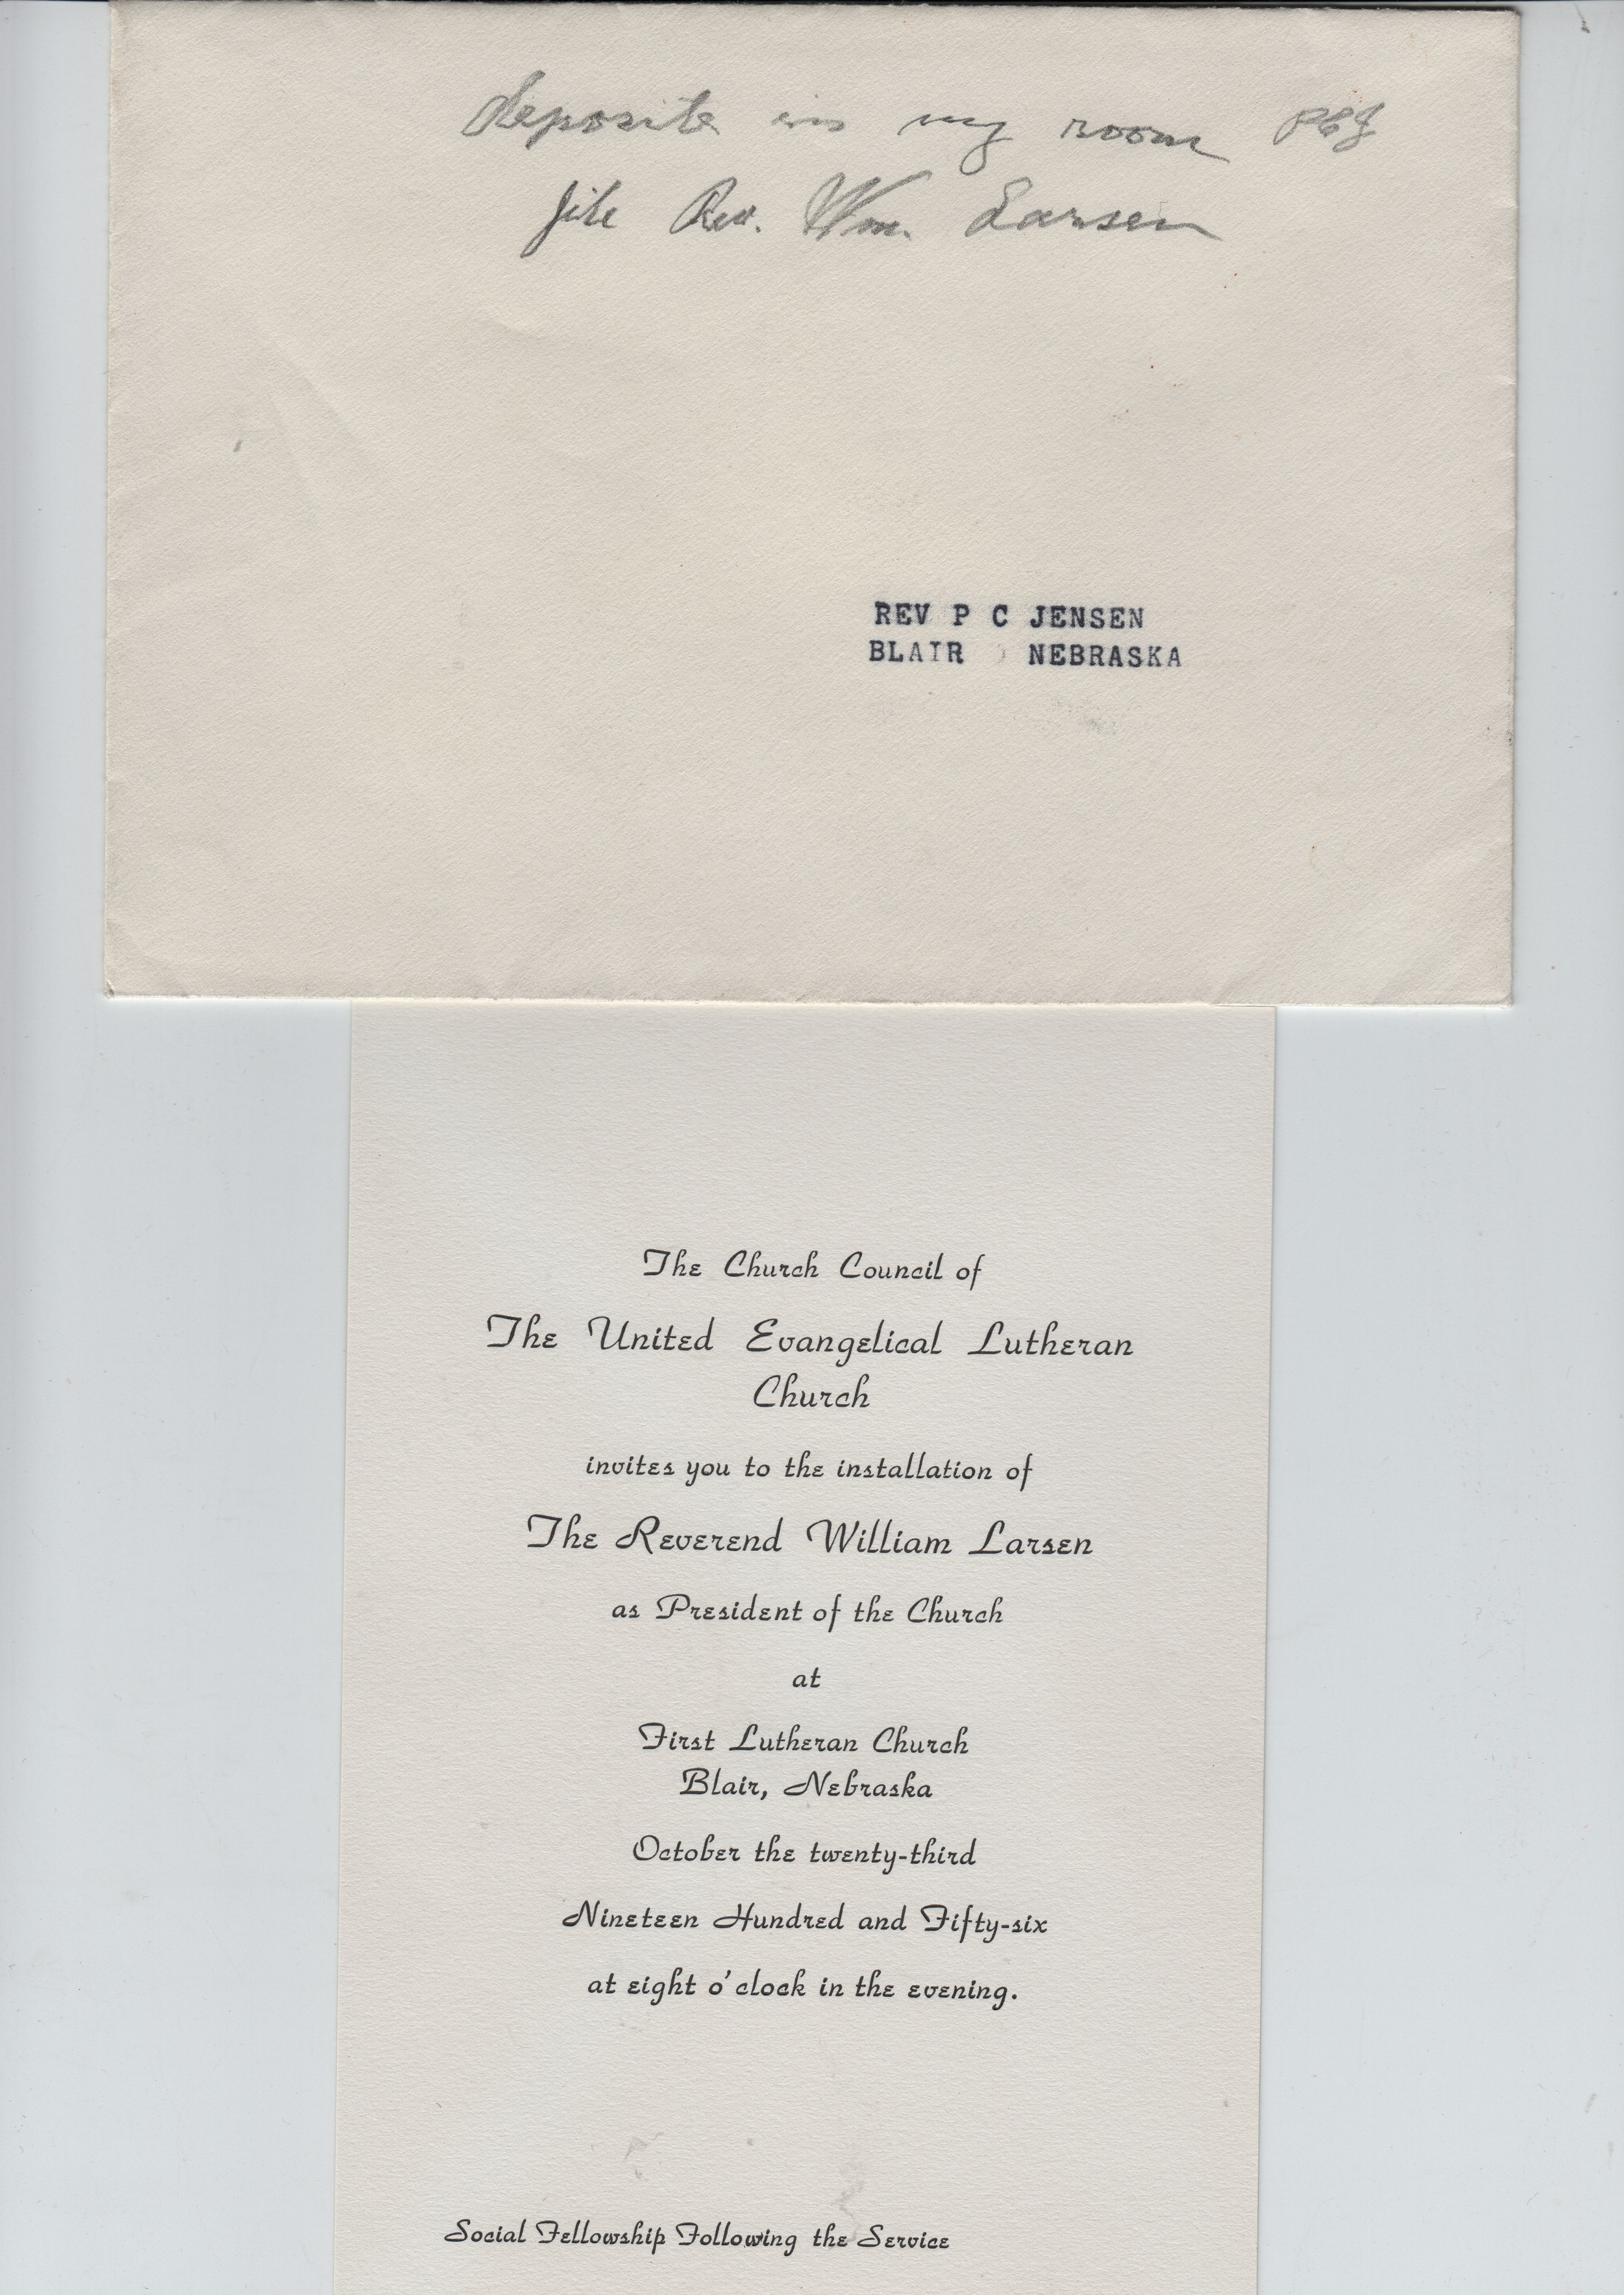 deposite in my room PCJ
file Rev. Wm. Larsen
REV P C JENSEN
BLAIR NEBRASKA
The Church Council of
The United Evangelical Lutheran
Church
invites you to the installation of
The Reverend William Larsen
as President of the Church
at
First Lutheran Church
Blair, Nebraska
October the twenty-third
Nineteen Hundred and Fifty-six
at eight o'clock in the evening.
Social Fellowship Following the Service